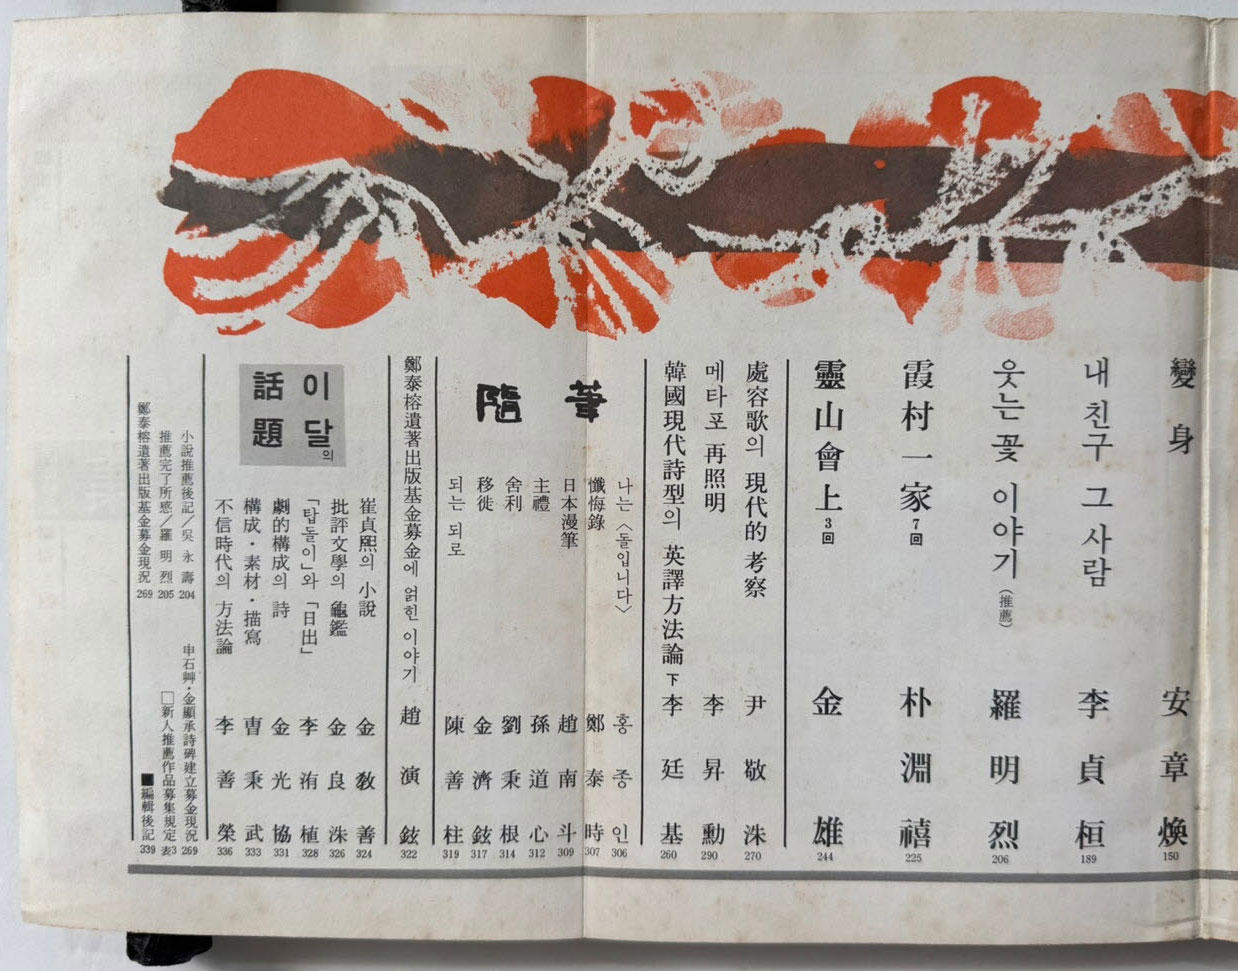 變身 安章煥 150
내 친구 그 사람 李貞桓 189
웃는 꽃 이야기 (推薦) 羅明烈 206
霞村一家 7回 朴淵禧 225
靈山會上 3回 金雄 244
處容歌의 現代的 考察 尹敬洙 270
메타포 再照明 李昇勳 290
韓國現代詩型의 英譯方法論 下 李廷基 260
隨筆
나는 〈돌입니다〉 홍종인 306
懺悔錄 鄭泰時 307
日本漫筆 趙南斗 309
主禮 孫道心 312
舍利 劉秉根 314
移徙 金濟鉉 317
되는 되로 陳善柱 319
鄭泰榕遺著出版基金募金에 얽힌 이야기 趙演鉉 322
이달의 話題
崔貞熙의 小說 金敎善 324
批評文學의 龜鑑 金良洙 326
「탑돌이」와 「日出」 李洧植 328
劇的構成의 詩 金光協 331
構成・素材・描寫 曺秉武 333
不信時代의 方法論 李善榮 336
小說推薦後記／吳永壽 204
推薦完了所感／羅明烈 205
鄭泰榕遺著出版基金募金現況 269
申石艸・金顯承詩碑建立募金現況 269
□新人推薦作品募集規定 表3
■編輯後記 339